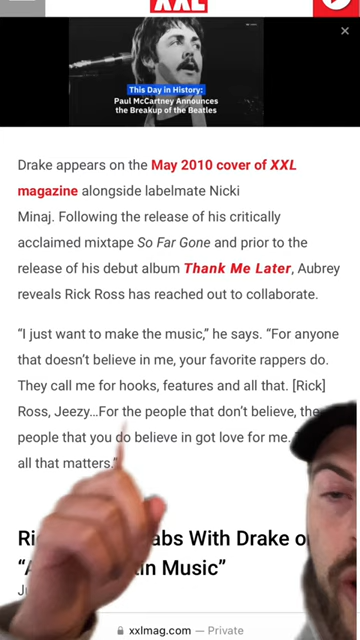 XXL
This Day in History:
Paul McCartney Announces
the Breakup of the Beatles
Drake appears on the May 2010 cover of XXL
magazine alongside labelmate Nicki
Minaj. Following the release of his critically
acclaimed mixtape So Far Gone and prior to the
release of his debut album Thank Me Later, Aubrey
reveals Rick Ross has reached out to collaborate.
“I just want to make the music,” he says. “For anyone
that doesn’t believe in me, your favorite rappers do.
They call me for hooks, features and all that. [Rick]
Ross, Jeezy…For the people that don’t believe, the
people that you do believe in got love for me.
all that matters.”
abs With Drake
in Music”
xxlmag.com — Private